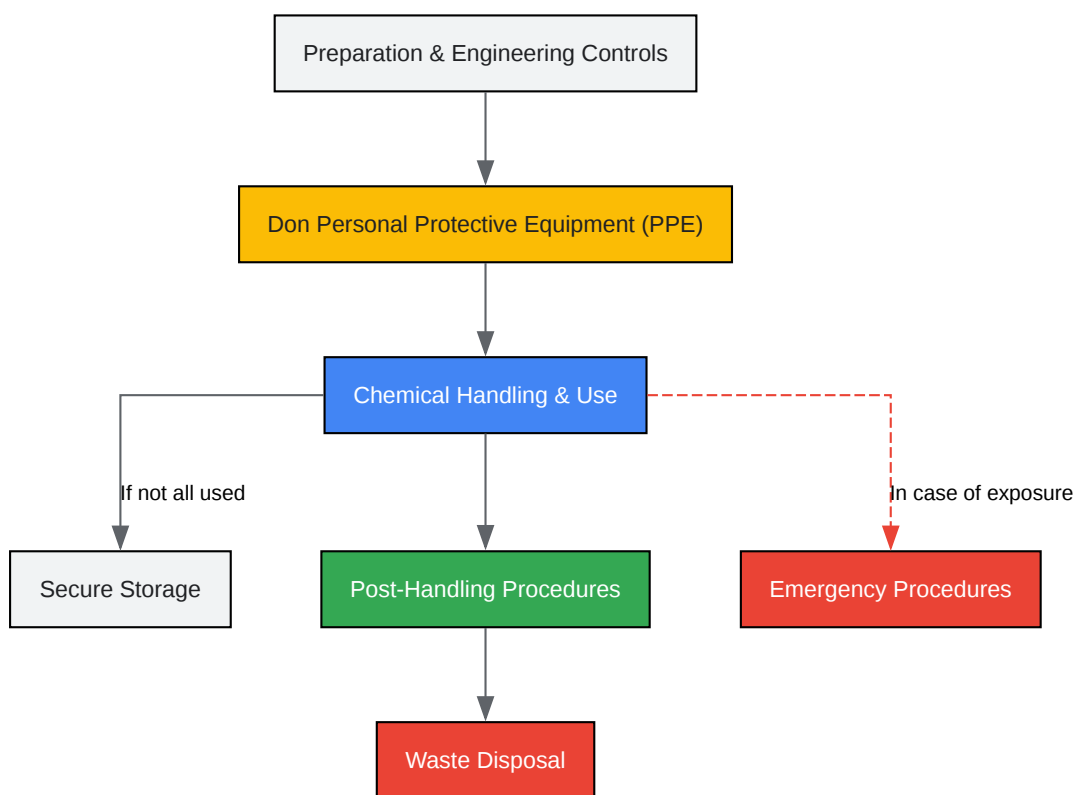 Preparation & Engineering Controls
Don Personal Protective Equipment (PPE)
Chemical Handling & Use
If not all used
In case of exposure
Secure Storage
Post-Handling Procedures
Emergency Procedures
Waste Disposal